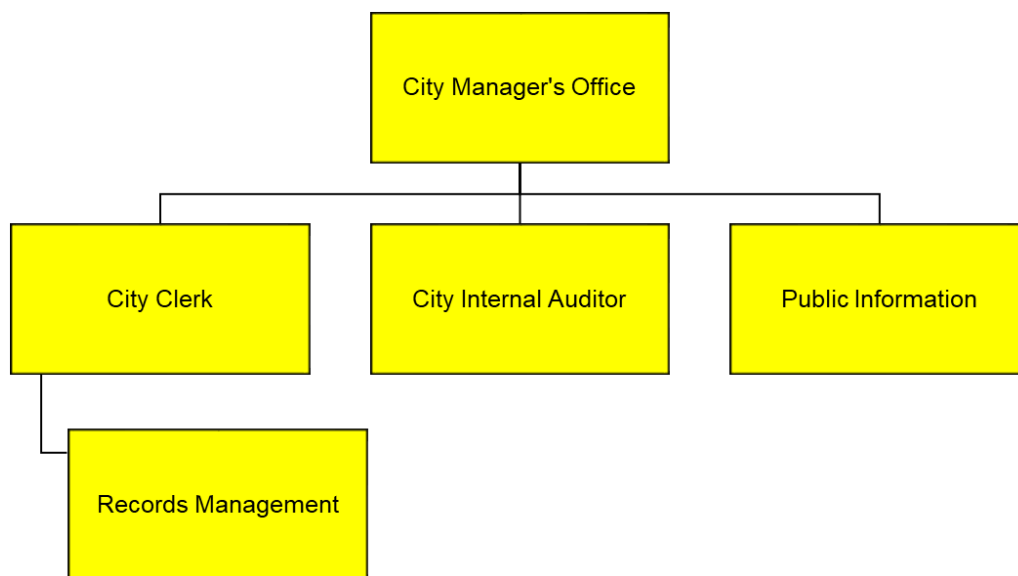 City Manager's Office
City Clerk
City Internal Auditor
Public Information
Records Management